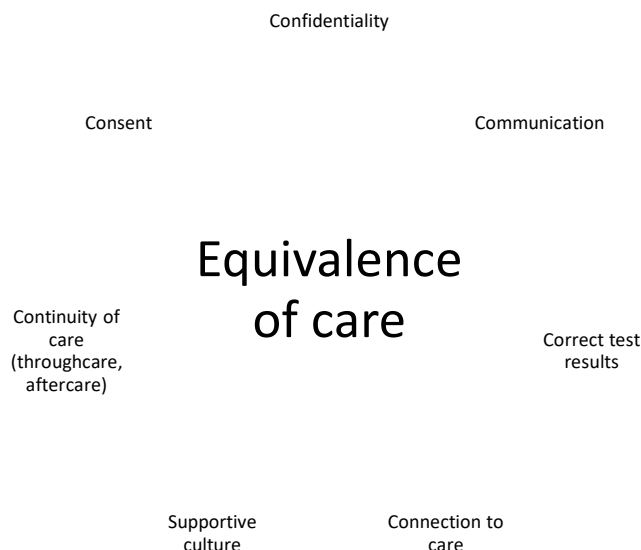 Confidentiality
Consent
Communication
Equivalence
of care
Continuity of
care
(throughcare,
aftercare)
Correct test
results
Supportive
culture
Connection to
care